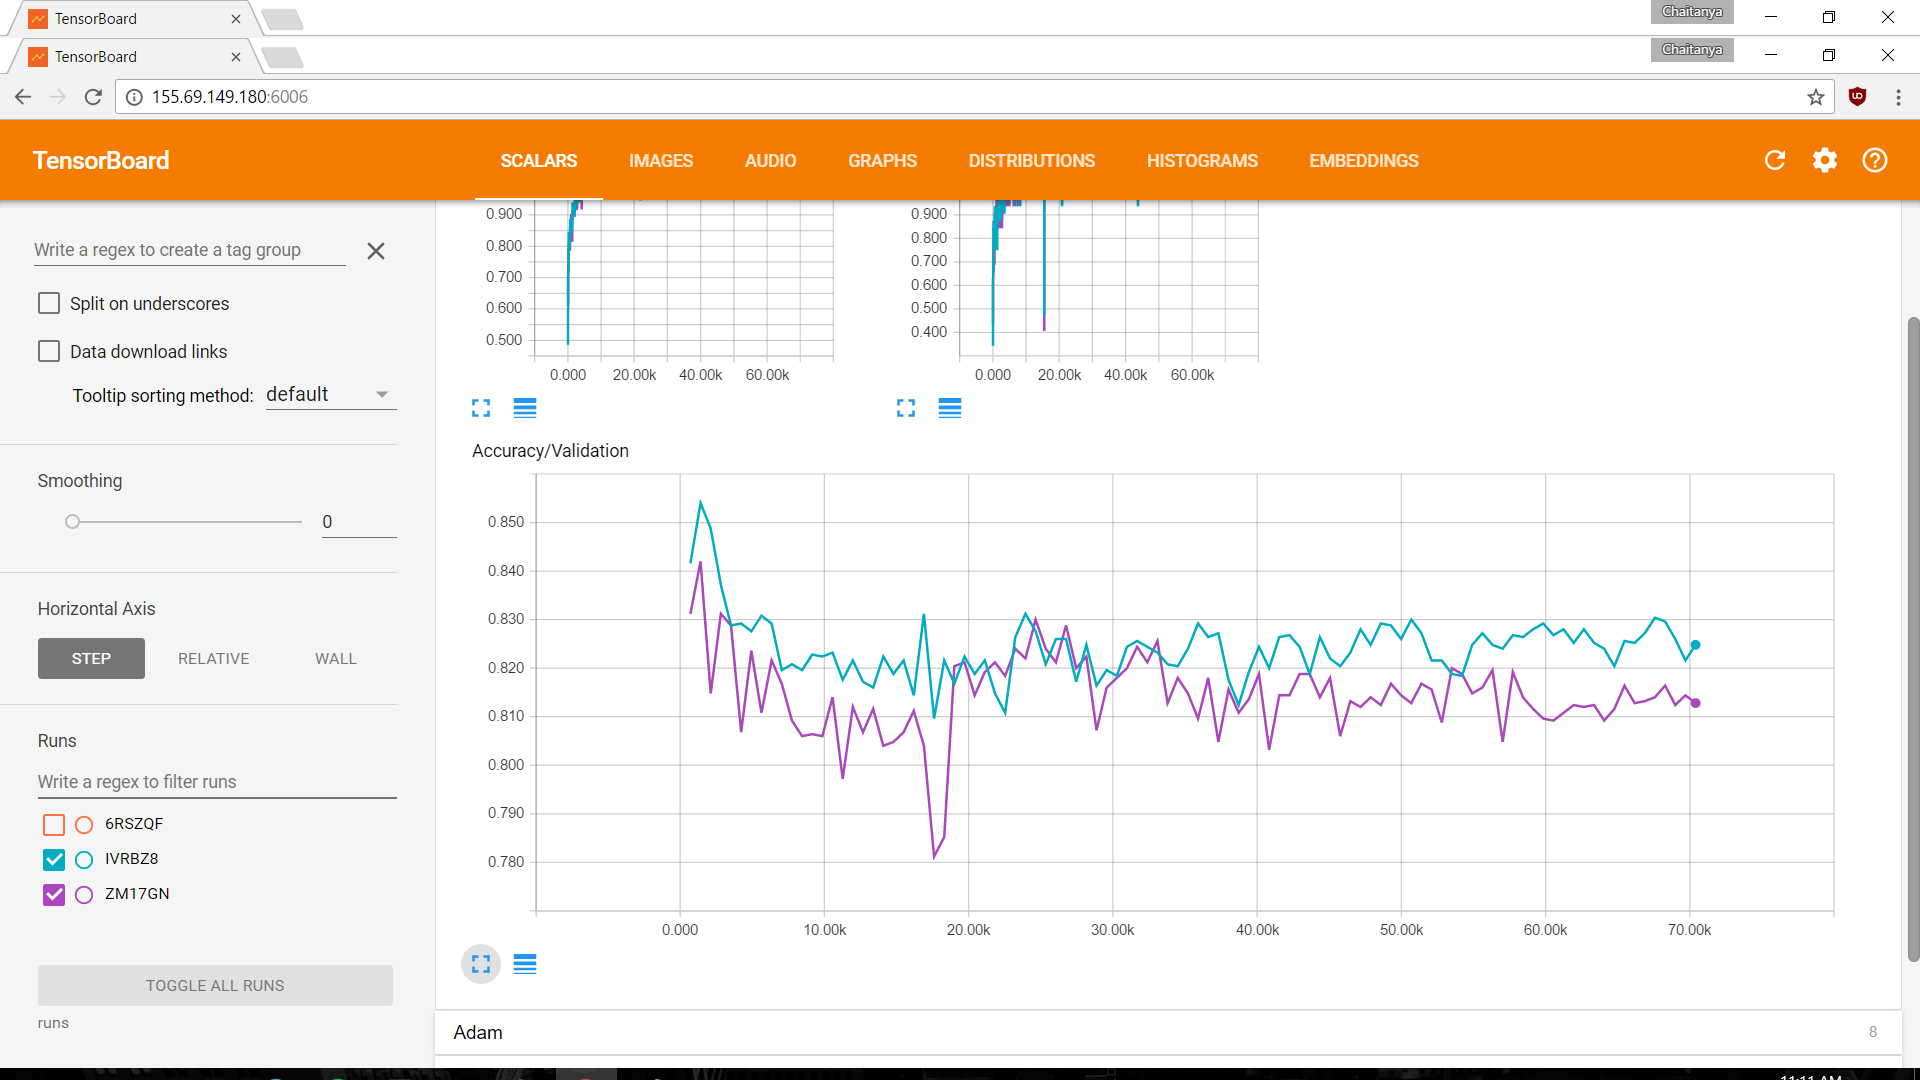 TensorBoard
Chaitanya
TensorBoard
Chaitanya
155.69.149.180:6006
TensorBoard
SCALARS
IMAGES
AUDIO
GRAPHS
DISTRIBUTIONS
HISTOGRAMS
EMBEDDINGS
Write a regex to create a tag group
Split on underscores
Data download links
Tooltip sorting method: default
Smoothing
0
Horizontal Axis
STEP
RELATIVE
WALL
Runs
Write a regex to filter runs
6RSZQF
IVRBZ8
ZM17GN
TOGGLE ALL RUNS
runs
0.900
0.800
0.700
0.600
0.500
0.000 20.00k 40.00k 60.00k
0.900
0.800
0.700
0.600
0.500
0.400
0.000 20.00k 40.00k 60.00k
Accuracy/Validation
0.850
0.840
0.830
0.820
0.810
0.800
0.790
0.780
0.000 10.00k 20.00k 30.00k 40.00k 50.00k 60.00k 70.00k
Adam
8
11:11 AM